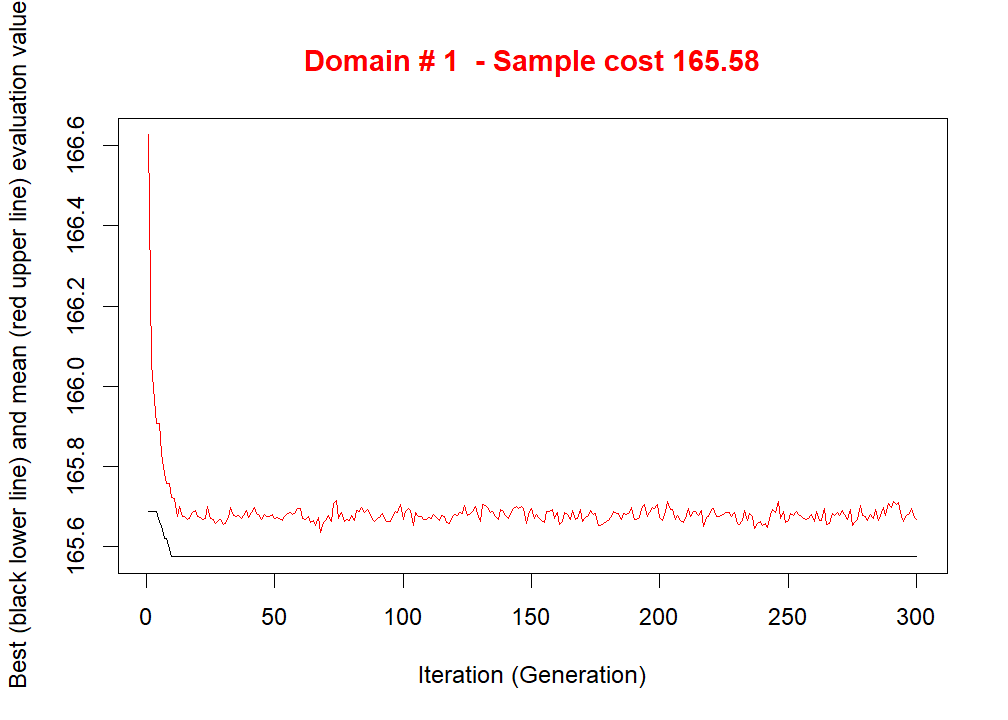 Domain # 1  - Sample cost 165.58
Best (black lower line) and mean (red upper line) evaluation value
166.6
166.4
166.2
166.0
165.8
165.6
0 50 100 150 200 250 300
Iteration (Generation)